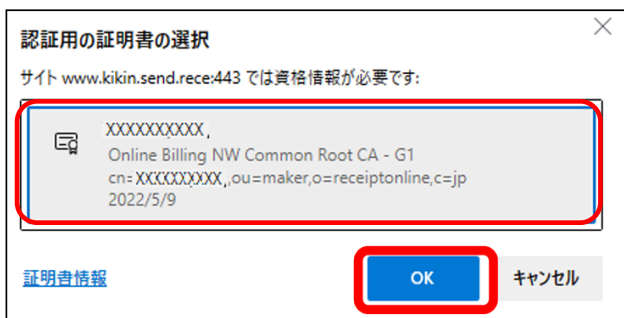 認証用の証明書の選択
サイト www.kikin.send.rece:443 では資格情報が必要です:
XXXXXXXXXX,
Online Billing NW Common Root CA - G1
cn=XXXXXXXXXX,,ou=maker,o=receiptonline,c=jp
2022/5/9
証明書情報
OK
キャンセル